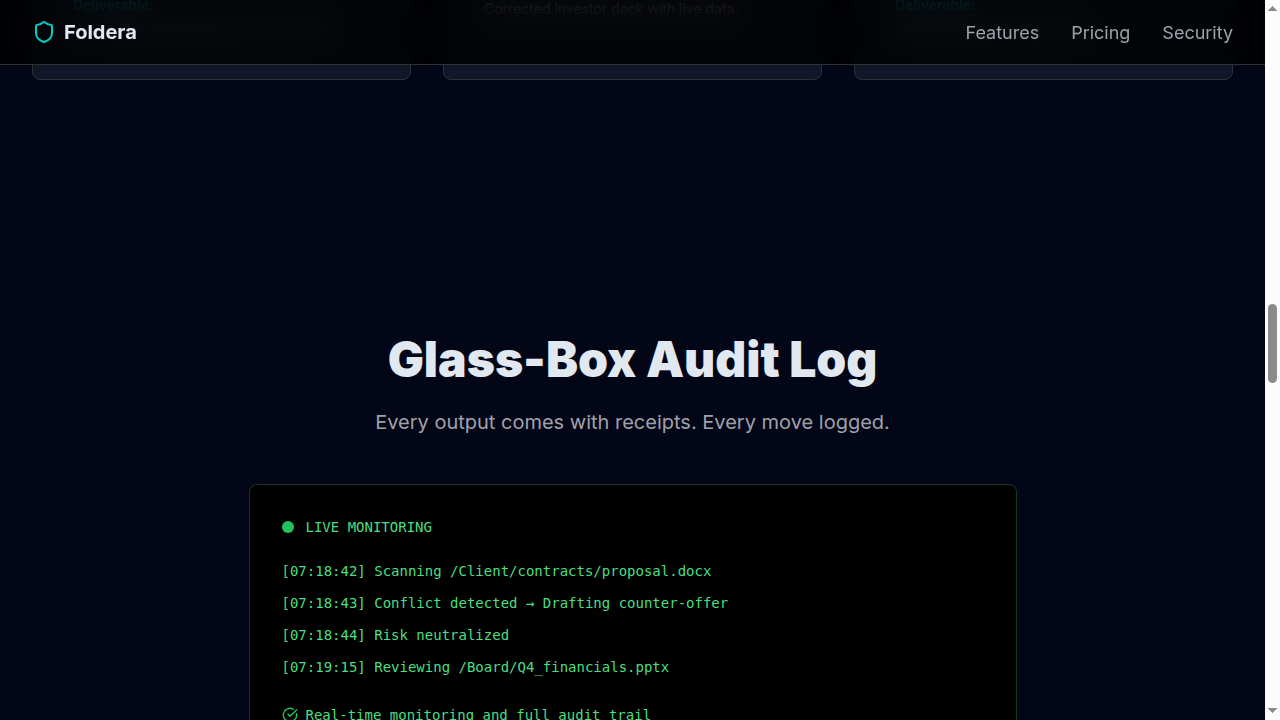 Deliverable:
Corrected investor deck with live data
Deliverable:
Foldera
Features
Pricing
Security
Glass-Box Audit Log
Every output comes with receipts. Every move logged.
LIVE MONITORING
[07:18:42] Scanning /Client/contracts/proposal.docx
[07:18:43] Conflict detected → Drafting counter-offer
[07:18:44] Risk neutralized
[07:19:15] Reviewing /Board/Q4_financials.pptx
Real-time monitoring and full audit trail